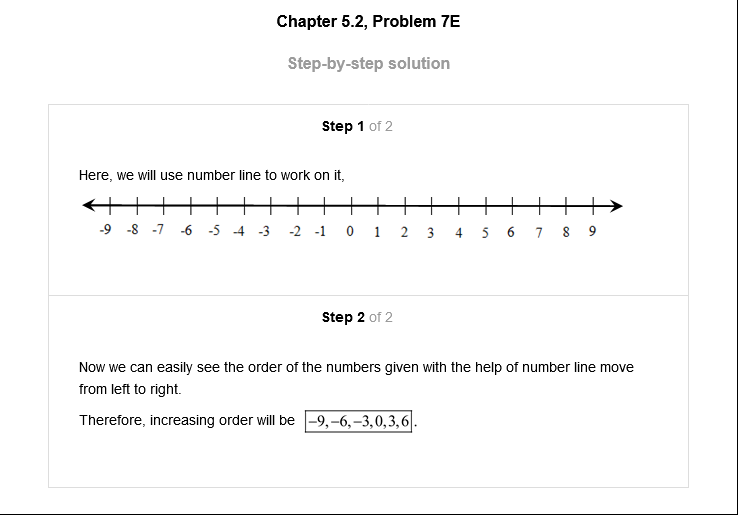 Chapter 5.2, Problem 7E
Step-by-step solution
Step 1 of 2
Here, we will use number line to work on it,
-9 -8 -7 -6 -5 -4 -3 -2 -1 0 1 2 3 4 5 6 7 8 9
Step 2 of 2
Now we can easily see the order of the numbers given with the help of number line move
from left to right.
Therefore, increasing order will be −9,−6,−3,0,3,6.